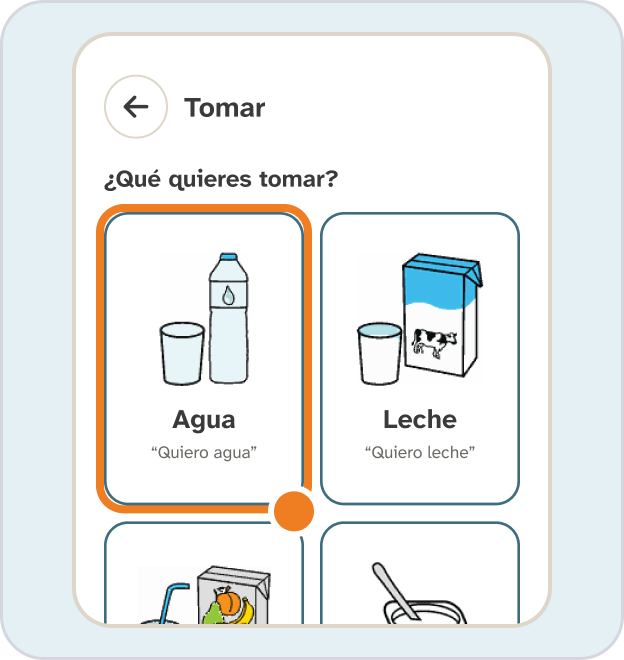 Tomar
¿Qué quieres tomar?
Agua
“Quiero agua”
Leche
“Quiero leche”